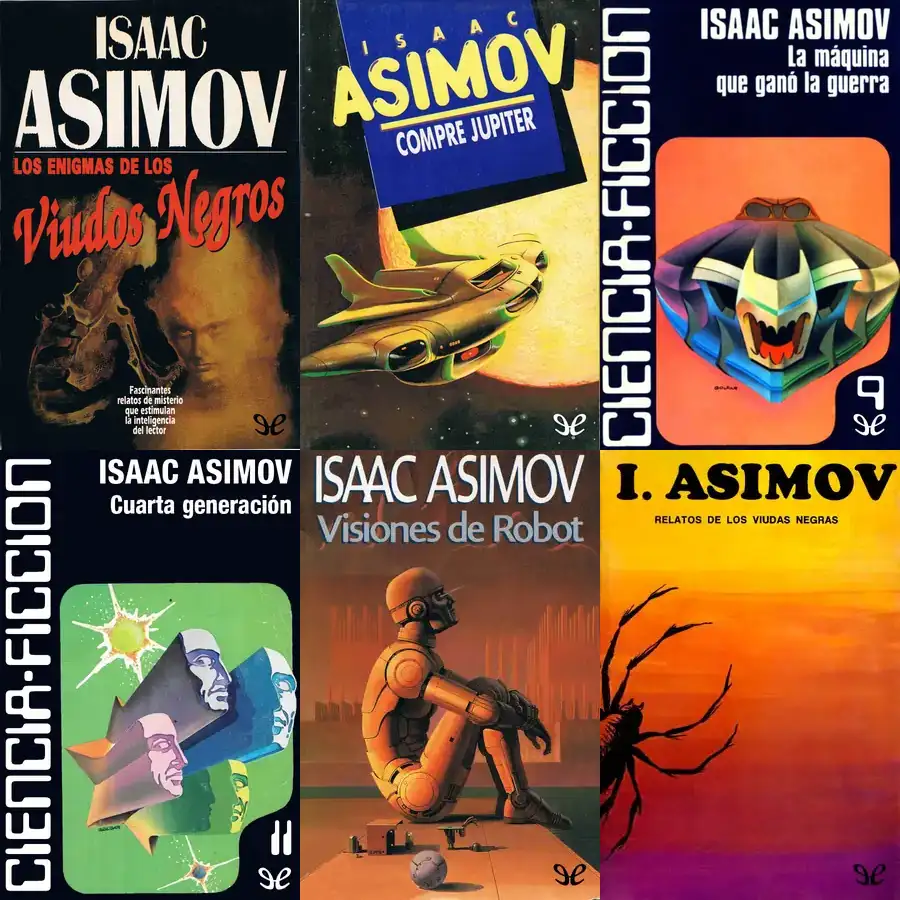 ISAAC
ASIMOV
LOS ENIGMAS DE LOS
Viudos Negros
Fascinantes
relatos de misterio
que estimulan
la inteligencia
del lector
ISAAC
ASIMOV
COMPRE JUPITER
CIENCIA-FICCION
ISAAC ASIMOV
La máquina
que ganó la guerra
9
CIENCIA-FICCION
ISAAC ASIMOV
Cuarta generación
11
ISAAC ASIMOV
Visiones de Robot
I. ASIMOV
RELATOS DE LOS VIUDAS NEGRAS